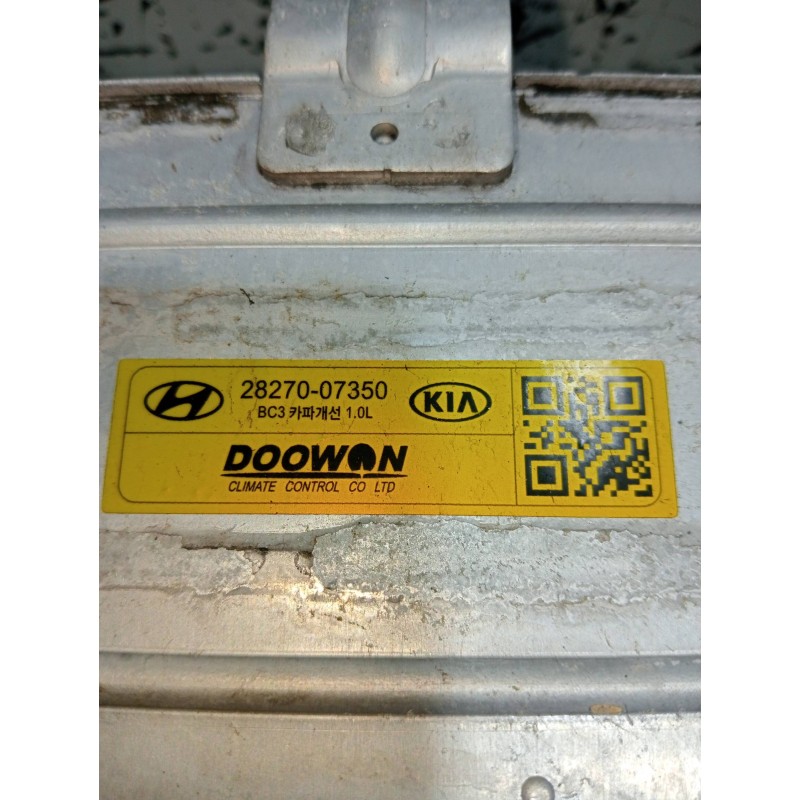 28270-07350
BC3 카파개선 1.0L
KIA
DOOWON
CLIMATE CONTROL CO LTD